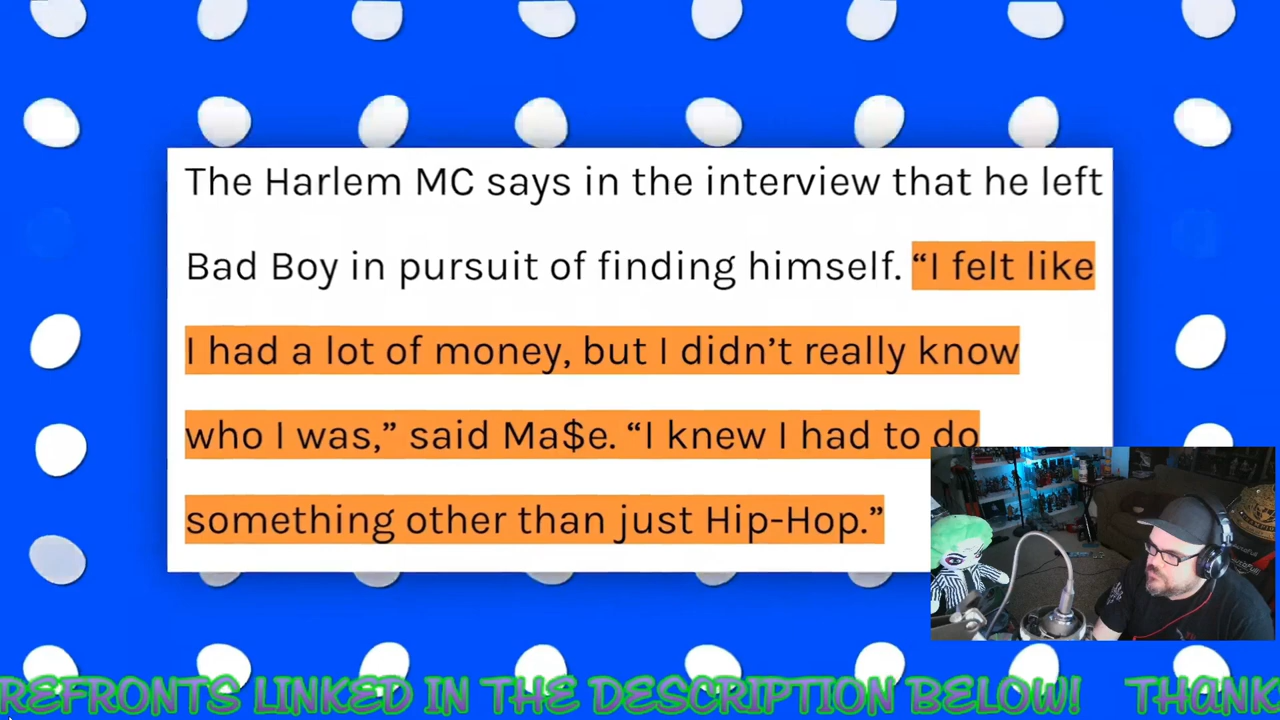 The Harlem MC says in the interview that he left
Bad Boy in pursuit of finding himself. “I felt like
I had a lot of money, but I didn’t really know
who I was,” said Ma$e. “I knew I had to do
something other than just Hip-Hop.”
REFRONTS LINKED IN THE DESCRIPTION BELOW! THANK